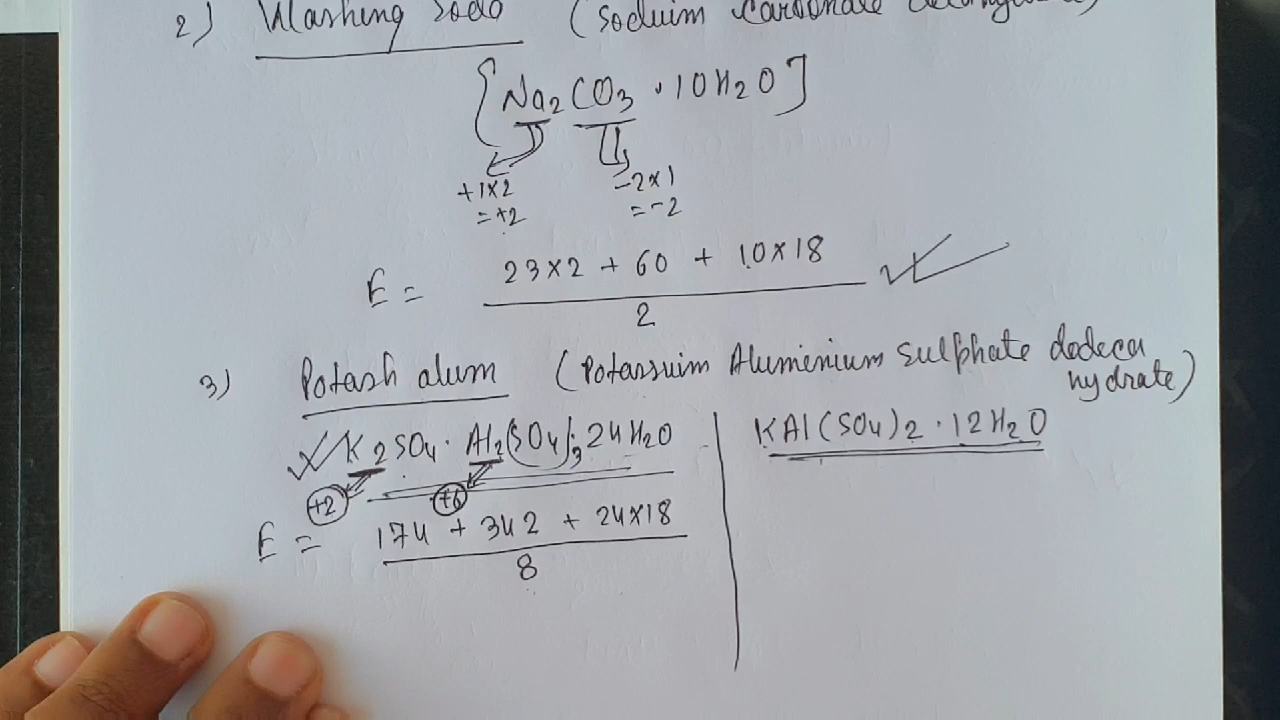 2) Washing soda (Sodium Carbonate
[Na2CO3 · 10H2O]
+1×2 -2×1
=+2 =-2
E = 23×2 + 60 + 10×18
2
3) Potash alum (Potassuim Alumenium Sulphate dodeca
hydrate)
K2SO4 · Al2(SO4)3 · 24H2O KAl(SO4)2 · 12H2O
+2 +6
E = 174 + 342 + 24×18
8